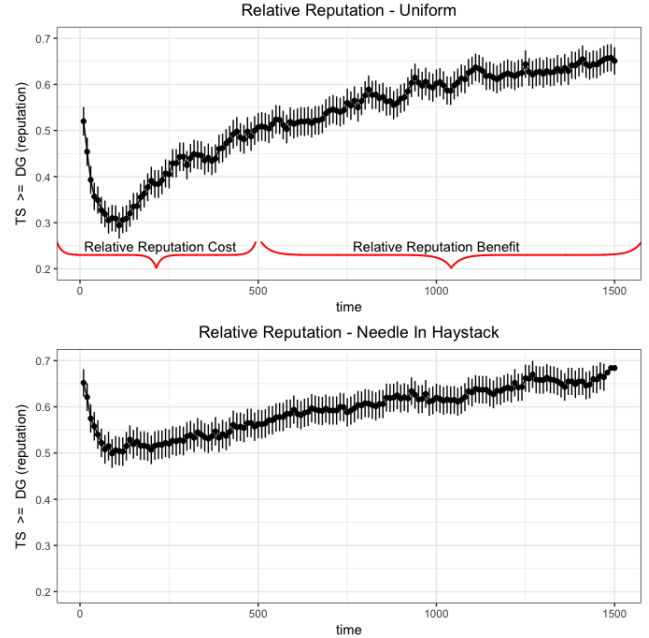 Relative Reputation - Uniform
0.7
0.6
0.5
0.4
0.3
0.2
TS >= DG (reputation)
Relative Reputation Cost
Relative Reputation Benefit
0
500
1000
1500
time
Relative Reputation - Needle In Haystack
0.7
0.6
0.5
0.4
0.3
0.2
TS >= DG (reputation)
0
500
1000
1500
time